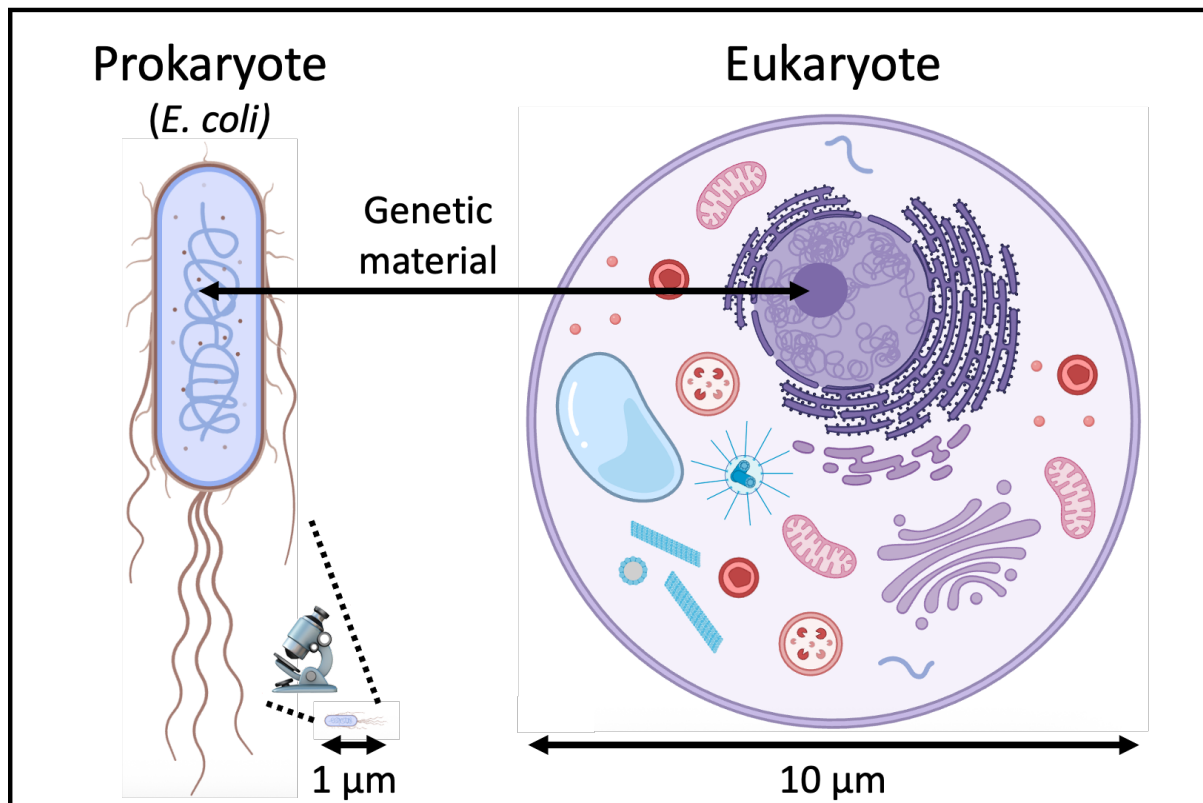 Prokaryote
(E. coli)
Eukaryote
Genetic
material
1 µm
10 µm